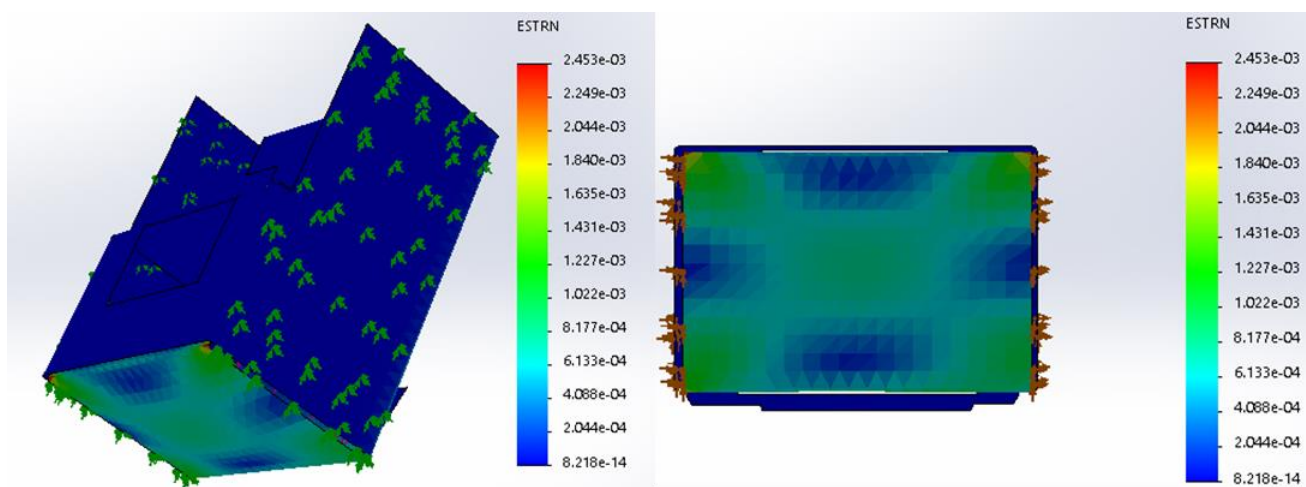 ESTRN
2.453e-03
2.249e-03
2.044e-03
1.840e-03
1.635e-03
1.431e-03
1.227e-03
1.022e-03
8.177e-04
6.133e-04
4.088e-04
2.044e-04
8.218e-14
ESTRN
2.453e-03
2.249e-03
2.044e-03
1.840e-03
1.635e-03
1.431e-03
1.227e-03
1.022e-03
8.177e-04
6.133e-04
4.088e-04
2.044e-04
8.218e-14